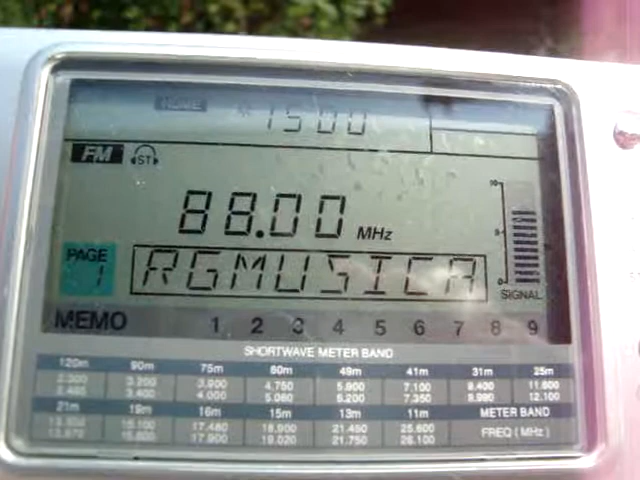 HOME 1500
FM ST
88.00 MHz
PAGE 1
RGMUSICA
SIGNAL
MEMO 1 2 3 4 5 6 7 8 9
SHORTWAVE METER BAND
120m 90m 75m 60m 49m 41m 31m 25m
3.200 3.900 4.750 5.900 7.100 9.400 11.600
3.400 4.000 5.060 6.200 7.350 9.990 12.100
21m 19m 16m 15m 13m 11m METER BAND
15.100 17.480 18.900 21.450 25.600
15.800 17.900 19.020 21.750 26.100 FREQ (MHz)